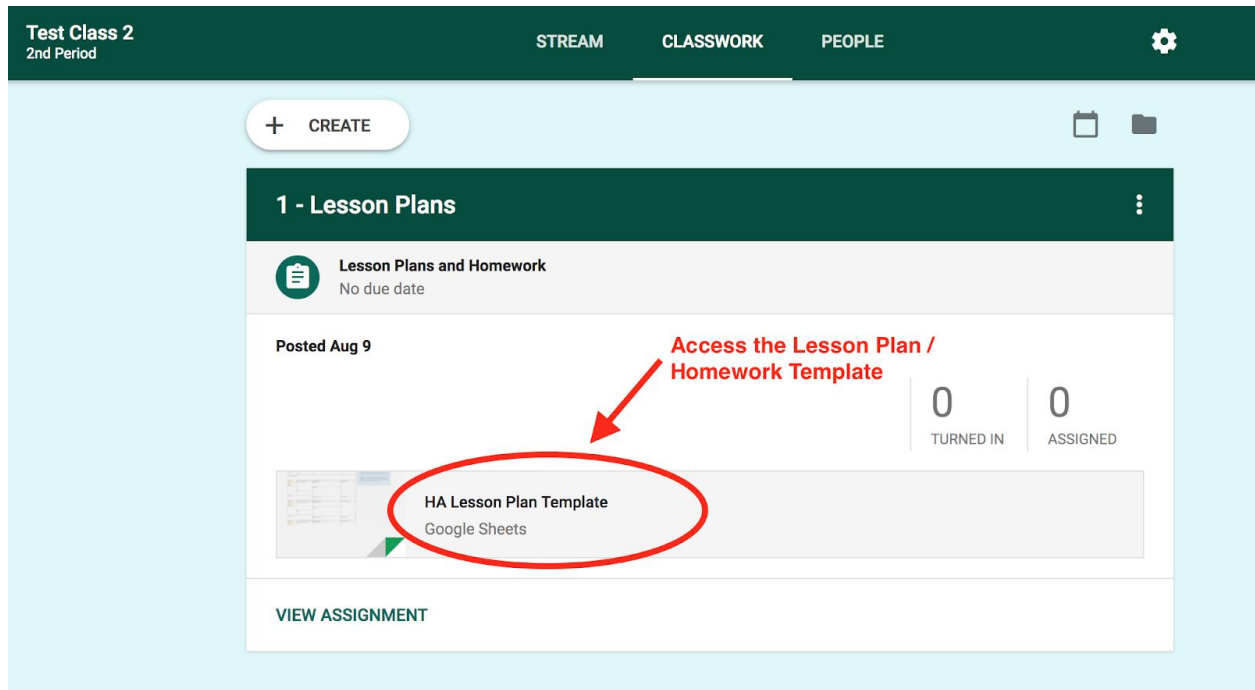 Test Class 2
2nd Period
STREAM CLASSWORK PEOPLE
+ CREATE
1 - Lesson Plans
Lesson Plans and Homework
No due date
Posted Aug 9
Access the Lesson Plan /
Homework Template
0 0
TURNED IN ASSIGNED
HA Lesson Plan Template
Google Sheets
VIEW ASSIGNMENT